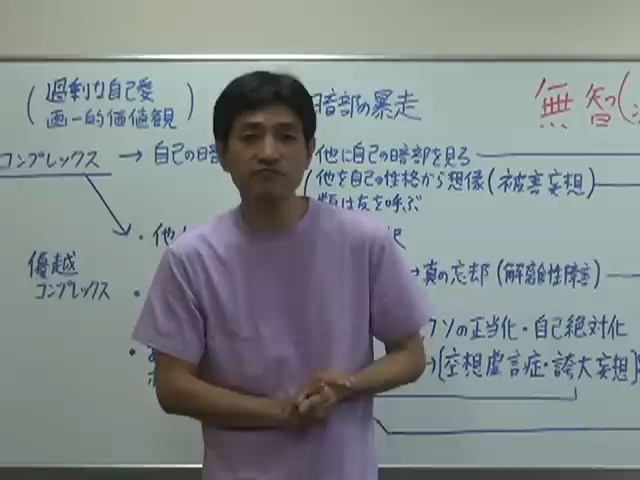 過剰な自己愛
画一的価値観
暗部の暴走
無智
コンプレックス → 自己の暗
他に自己の暗部を見る
他を自己の性格から想像(被害妄想)
類は友を呼ぶ
・他
優越
コンプレックス
真の忘却(解離性障害)
ウソの正当化・自己絶対化
→[空想虚言症・誇大妄想]